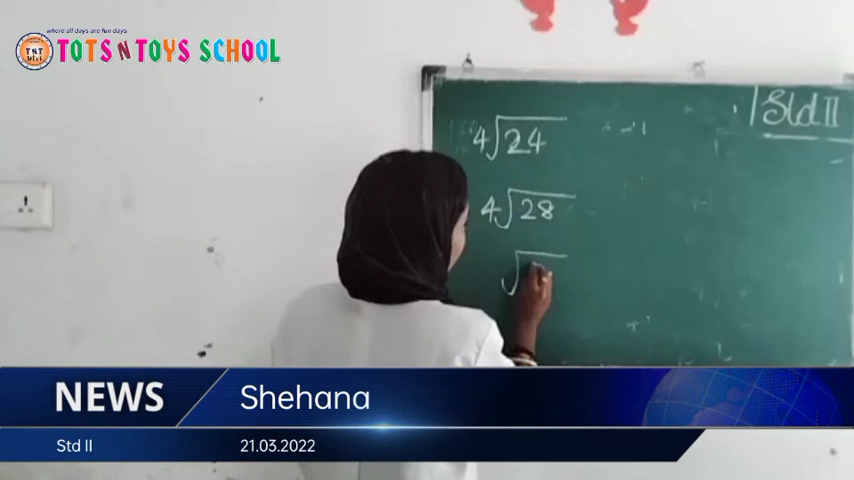 where all days are fun days
TOTS N TOYS SCHOOL
TNT
Std II
4√24
4√28
NEWS
Shehana
Std II
21.03.2022